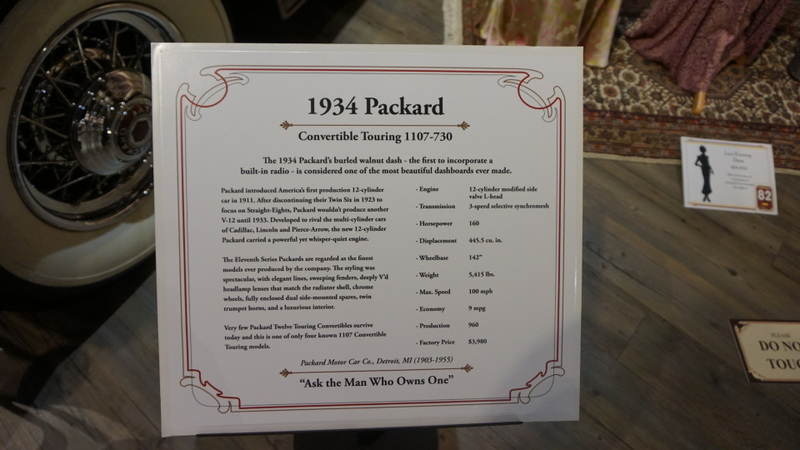 1934 Packard
Convertible Touring 1107-730
The 1934 Packard's burled walnut dash - the first to incorporate a
built-in radio - is considered one of the most beautiful dashboards ever made.
Packard introduced America's first production 12-cylinder
car in 1911. After discontinuing their Twin Six in 1923 to
focus on Straight-Eights, Packard wouldn't produce another
V-12 until 1933. Developed to rival the multi-cylinder cars
of Cadillac, Lincoln and Pierce-Arrow, the new 12-cylinder
Packard carried a powerful yet whisper-quiet engine.
The Eleventh Series Packards are regarded as the finest
models ever produced by the company. The styling was
spectacular, with elegant lines, sweeping fenders, deeply V'd
headlamp lenses that match the radiator shell, chrome
wheels, fully enclosed dual side-mounted spares, twin
trumpet horns, and a luxurious interior.
Very few Packard Twelve Touring Convertibles survive
today and this is one of only four known 1107 Convertible
Touring models.
- Engine 12-cylinder modified side
valve L-head
- Transmission 3-speed selective synchromesh
- Horsepower 160
- Displacement 445.5 cu. in.
- Wheelbase 142"
- Weight 5,415 lbs.
- Max. Speed 100 mph
- Economy 9 mpg
- Production 960
- Factory Price $3,980
Packard Motor Car Co., Detroit, MI (1903-1955)
"Ask the Man Who Owns One"
82
PLEASE
DO NO
TOUC